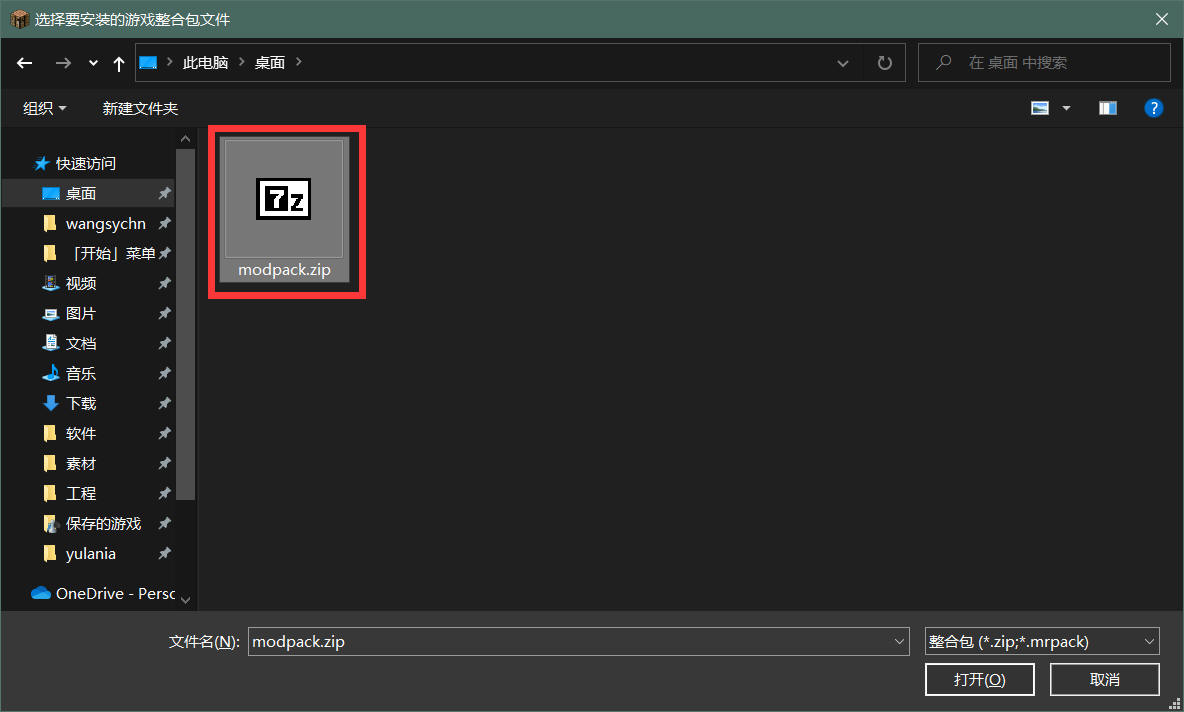 选择要安装的游戏整合包文件
此电脑 桌面
在 桌面 中搜索
组织 新建文件夹
?
快速访问
桌面
wangsychn
「开始」菜单
视频
图片
文档
音乐
下载
软件
素材
工程
保存的游戏
yulania
OneDrive - Perso
7z
modpack.zip
文件名(N): modpack.zip 整合包 (*.zip;*.mrpack)
打开(O) 取消